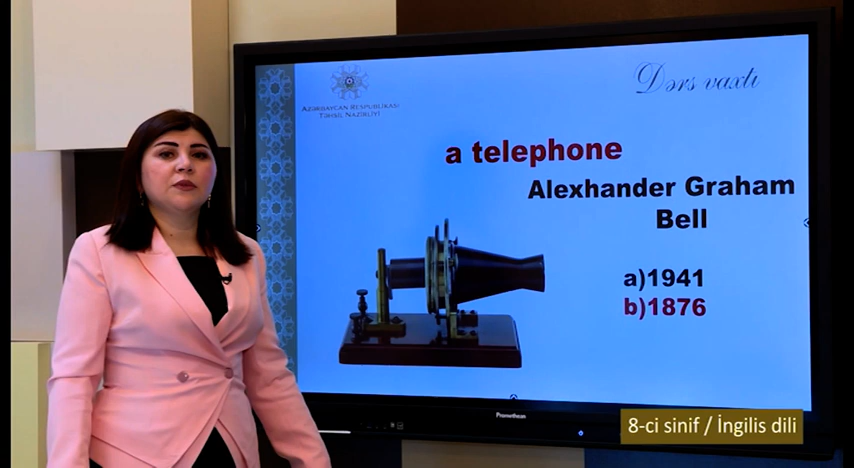 Dərs vaxtı
AZƏRBAYCAN RESPUBLİKASI
TƏHSİL NAZİRLİYİ
a telephone
Alexhander Graham
Bell
a)1941
b)1876
Promethean
8-ci sinif / İngilis dili